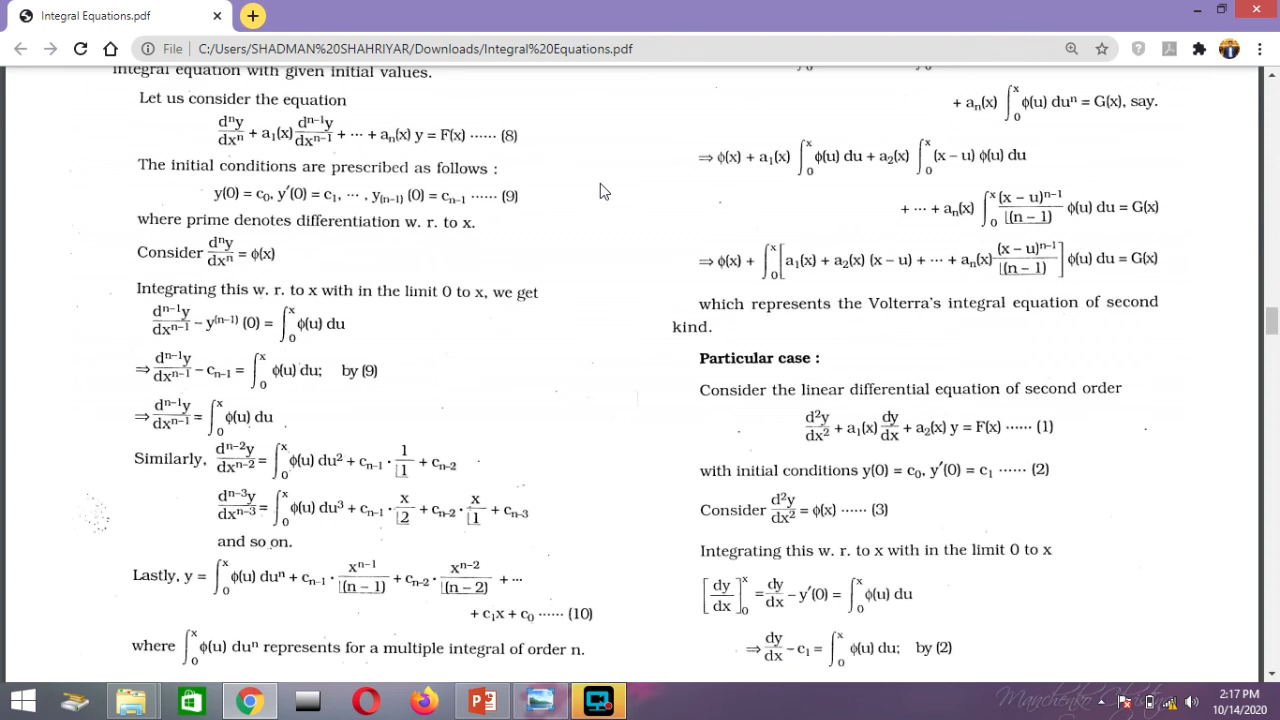 Integral Equations.pdf
File C:/Users/SHADMAN%20SHAHRIYAR/Downloads/Integral%20Equations.pdf
integral equation with given initial values.
Let us consider the equation
dⁿy/dxⁿ + a₁(x) dⁿ⁻¹y/dxⁿ⁻¹ + ⋯ + aₙ(x) y = F(x) ...... (8)
The initial conditions are prescribed as follows :
y(0) = c₀, y′(0) = c₁, ⋯ , y₍ₙ₋₁₎ (0) = cₙ₋₁ ...... (9)
where prime denotes differentiation w. r. to x.
Consider dⁿy/dxⁿ = ϕ(x)
Integrating this w. r. to x with in the limit 0 to x, we get
dⁿ⁻¹y/dxⁿ⁻¹ – y⁽ⁿ⁻¹⁾ (0) = ∫₀ˣ ϕ(u) du
⇒ dⁿ⁻¹y/dxⁿ⁻¹ – cₙ₋₁ = ∫₀ˣ ϕ(u) du; by (9)
⇒ dⁿ⁻¹y/dxⁿ⁻¹ = ∫₀ˣ ϕ(u) du
Similarly, dⁿ⁻²y/dxⁿ⁻² = ∫₀ˣ ϕ(u) du² + cₙ₋₁ · 1/⌊1 + cₙ₋₂
dⁿ⁻³y/dxⁿ⁻³ = ∫₀ˣ ϕ(u) du³ + cₙ₋₁ · x/⌊2 + cₙ₋₂ · x/⌊1 + cₙ₋₃
and so on.
Lastly, y = ∫₀ˣ ϕ(u) duⁿ + cₙ₋₁ · xⁿ⁻¹/⌊(n – 1) + cₙ₋₂ · xⁿ⁻²/⌊(n – 2) + ⋯
+ c₁x + c₀ ...... (10)
where ∫₀ˣ ϕ(u) duⁿ represents for a multiple integral of order n.
+ aₙ(x) ∫₀ˣ ϕ(u) duⁿ = G(x), say.
⇒ ϕ(x) + a₁(x) ∫₀ˣ ϕ(u) du + a₂(x) ∫₀ˣ (x – u) ϕ(u) du
+ ⋯ + aₙ(x) ∫₀ˣ (x – u)ⁿ⁻¹/⌊(n – 1) ϕ(u) du = G(x)
⇒ ϕ(x) + ∫₀ˣ [a₁(x) + a₂(x) (x – u) + ⋯ + aₙ(x) (x – u)ⁿ⁻¹/⌊(n – 1)] ϕ(u) du = G(x)
which represents the Volterra's integral equation of second
kind.
Particular case :
Consider the linear differential equation of second order
d²y/dx² + a₁(x) dy/dx + a₂(x) y = F(x) ...... (1)
with initial conditions y(0) = c₀, y′(0) = c₁ ...... (2)
Consider d²y/dx² = ϕ(x) ...... (3)
Integrating this w. r. to x with in the limit 0 to x
[dy/dx]₀ˣ = dy/dx – y′(0) = ∫₀ˣ ϕ(u) du
⇒ dy/dx – c₁ = ∫₀ˣ ϕ(u) du; by (2)
2:17 PM
10/14/2020